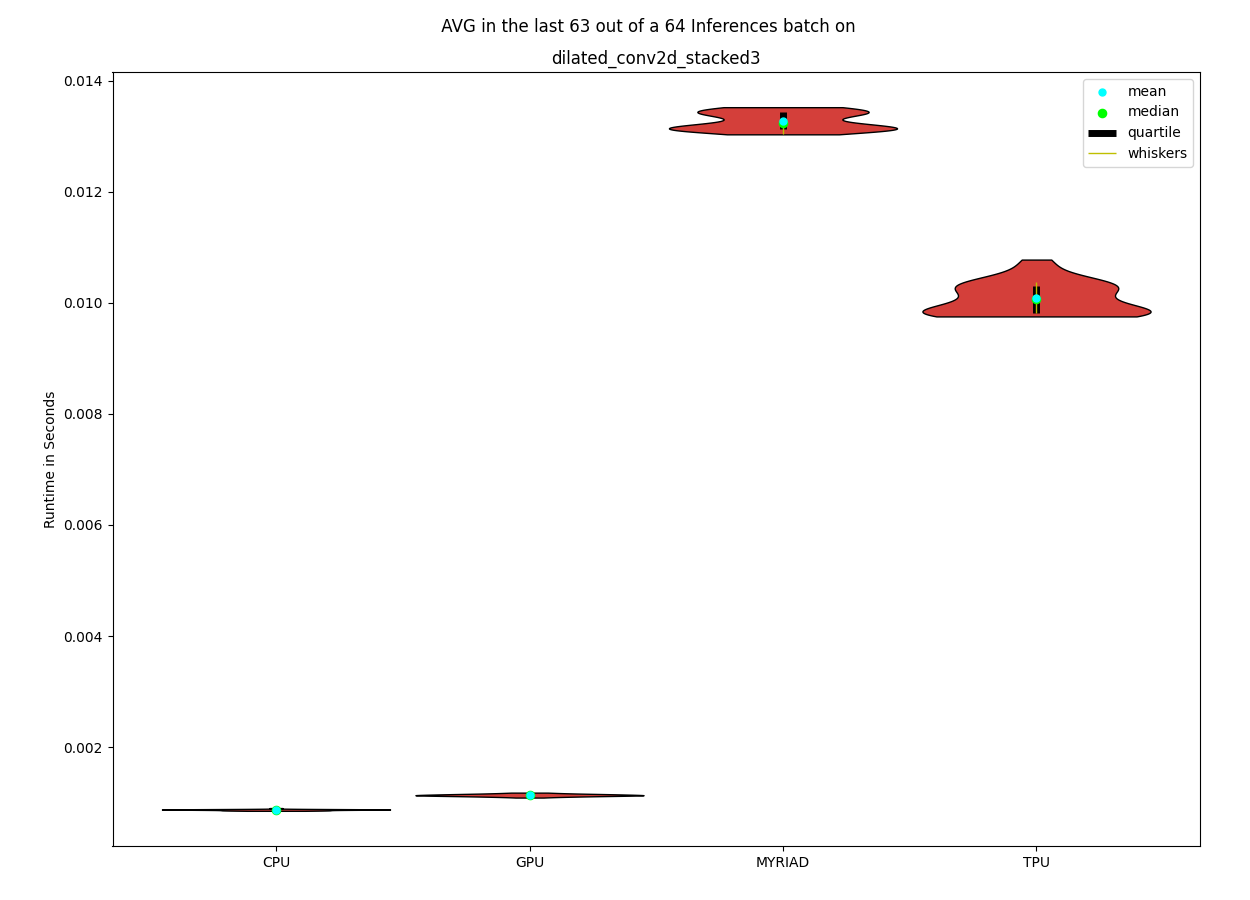 AVG in the last 63 out of a 64 Inferences batch on
dilated_conv2d_stacked3
mean
median
quartile
whiskers
Runtime in Seconds
0.014
0.012
0.010
0.008
0.006
0.004
0.002
CPU
GPU
MYRIAD
TPU